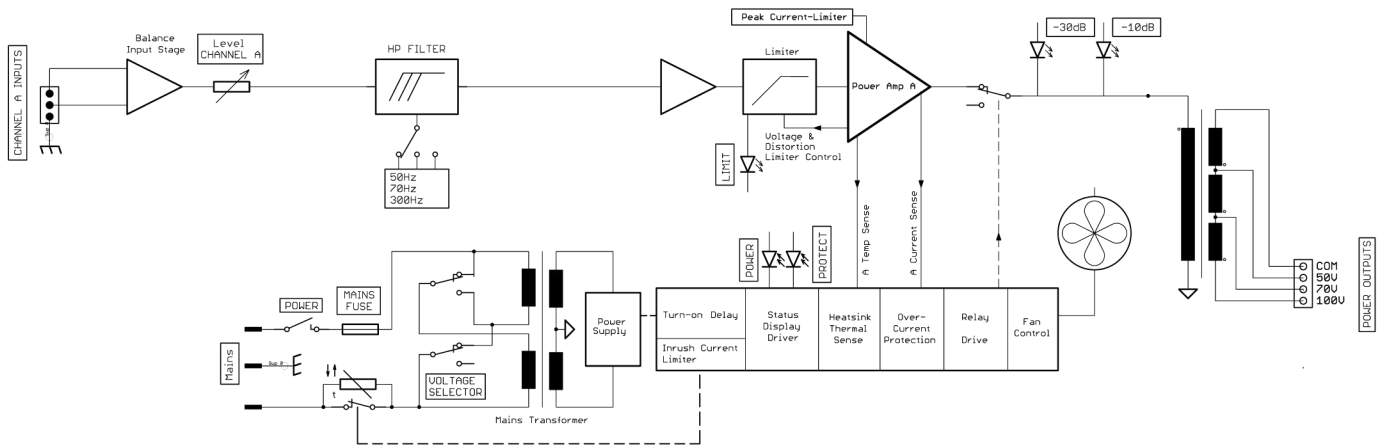 Peak Current-Limiter
-30dB
-10dB
Balance
Input Stage
Level
CHANNEL A
HP FILTER
Limiter
CHANNEL A INPUTS
Power Amp A
Voltage &
Distortion
Limiter Control
LIMIT
50Hz
70Hz
300Hz
A Temp Sense
A Current Sense
POWER
PROTECT
COM
50V
70V
100V
POWER OUTPUTS
POWER
MAINS
FUSE
Power
Supply
Turn-on Delay
Inrush Current
Limiter
Status
Display
Driver
Heatsink
Thermal
Sense
Over-
Current
Protection
Relay
Drive
Fan
Control
Mains
t
VOLTAGE
SELECTOR
Mains Transformer